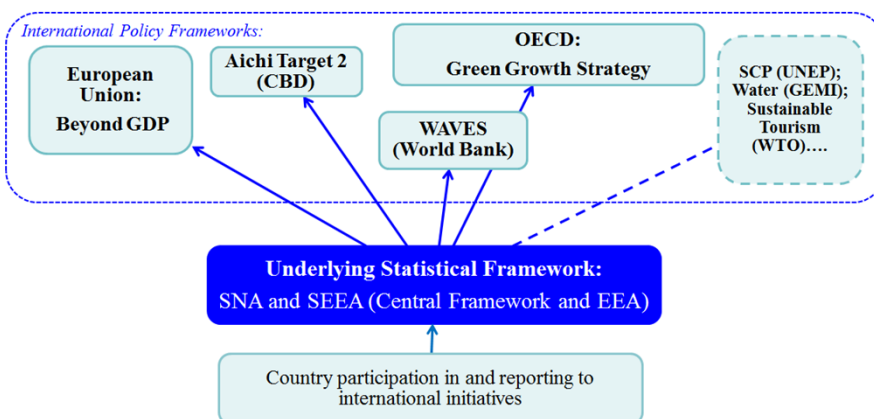 International Policy Frameworks:
European
Union:
Beyond GDP
Aichi Target 2
(CBD)
OECD:
Green Growth Strategy
WAVES
(World Bank)
SCP (UNEP);
Water (GEMI);
Sustainable
Tourism
(WTO)….
Underlying Statistical Framework:
SNA and SEEA (Central Framework and EEA)
Country participation in and reporting to
international initiatives